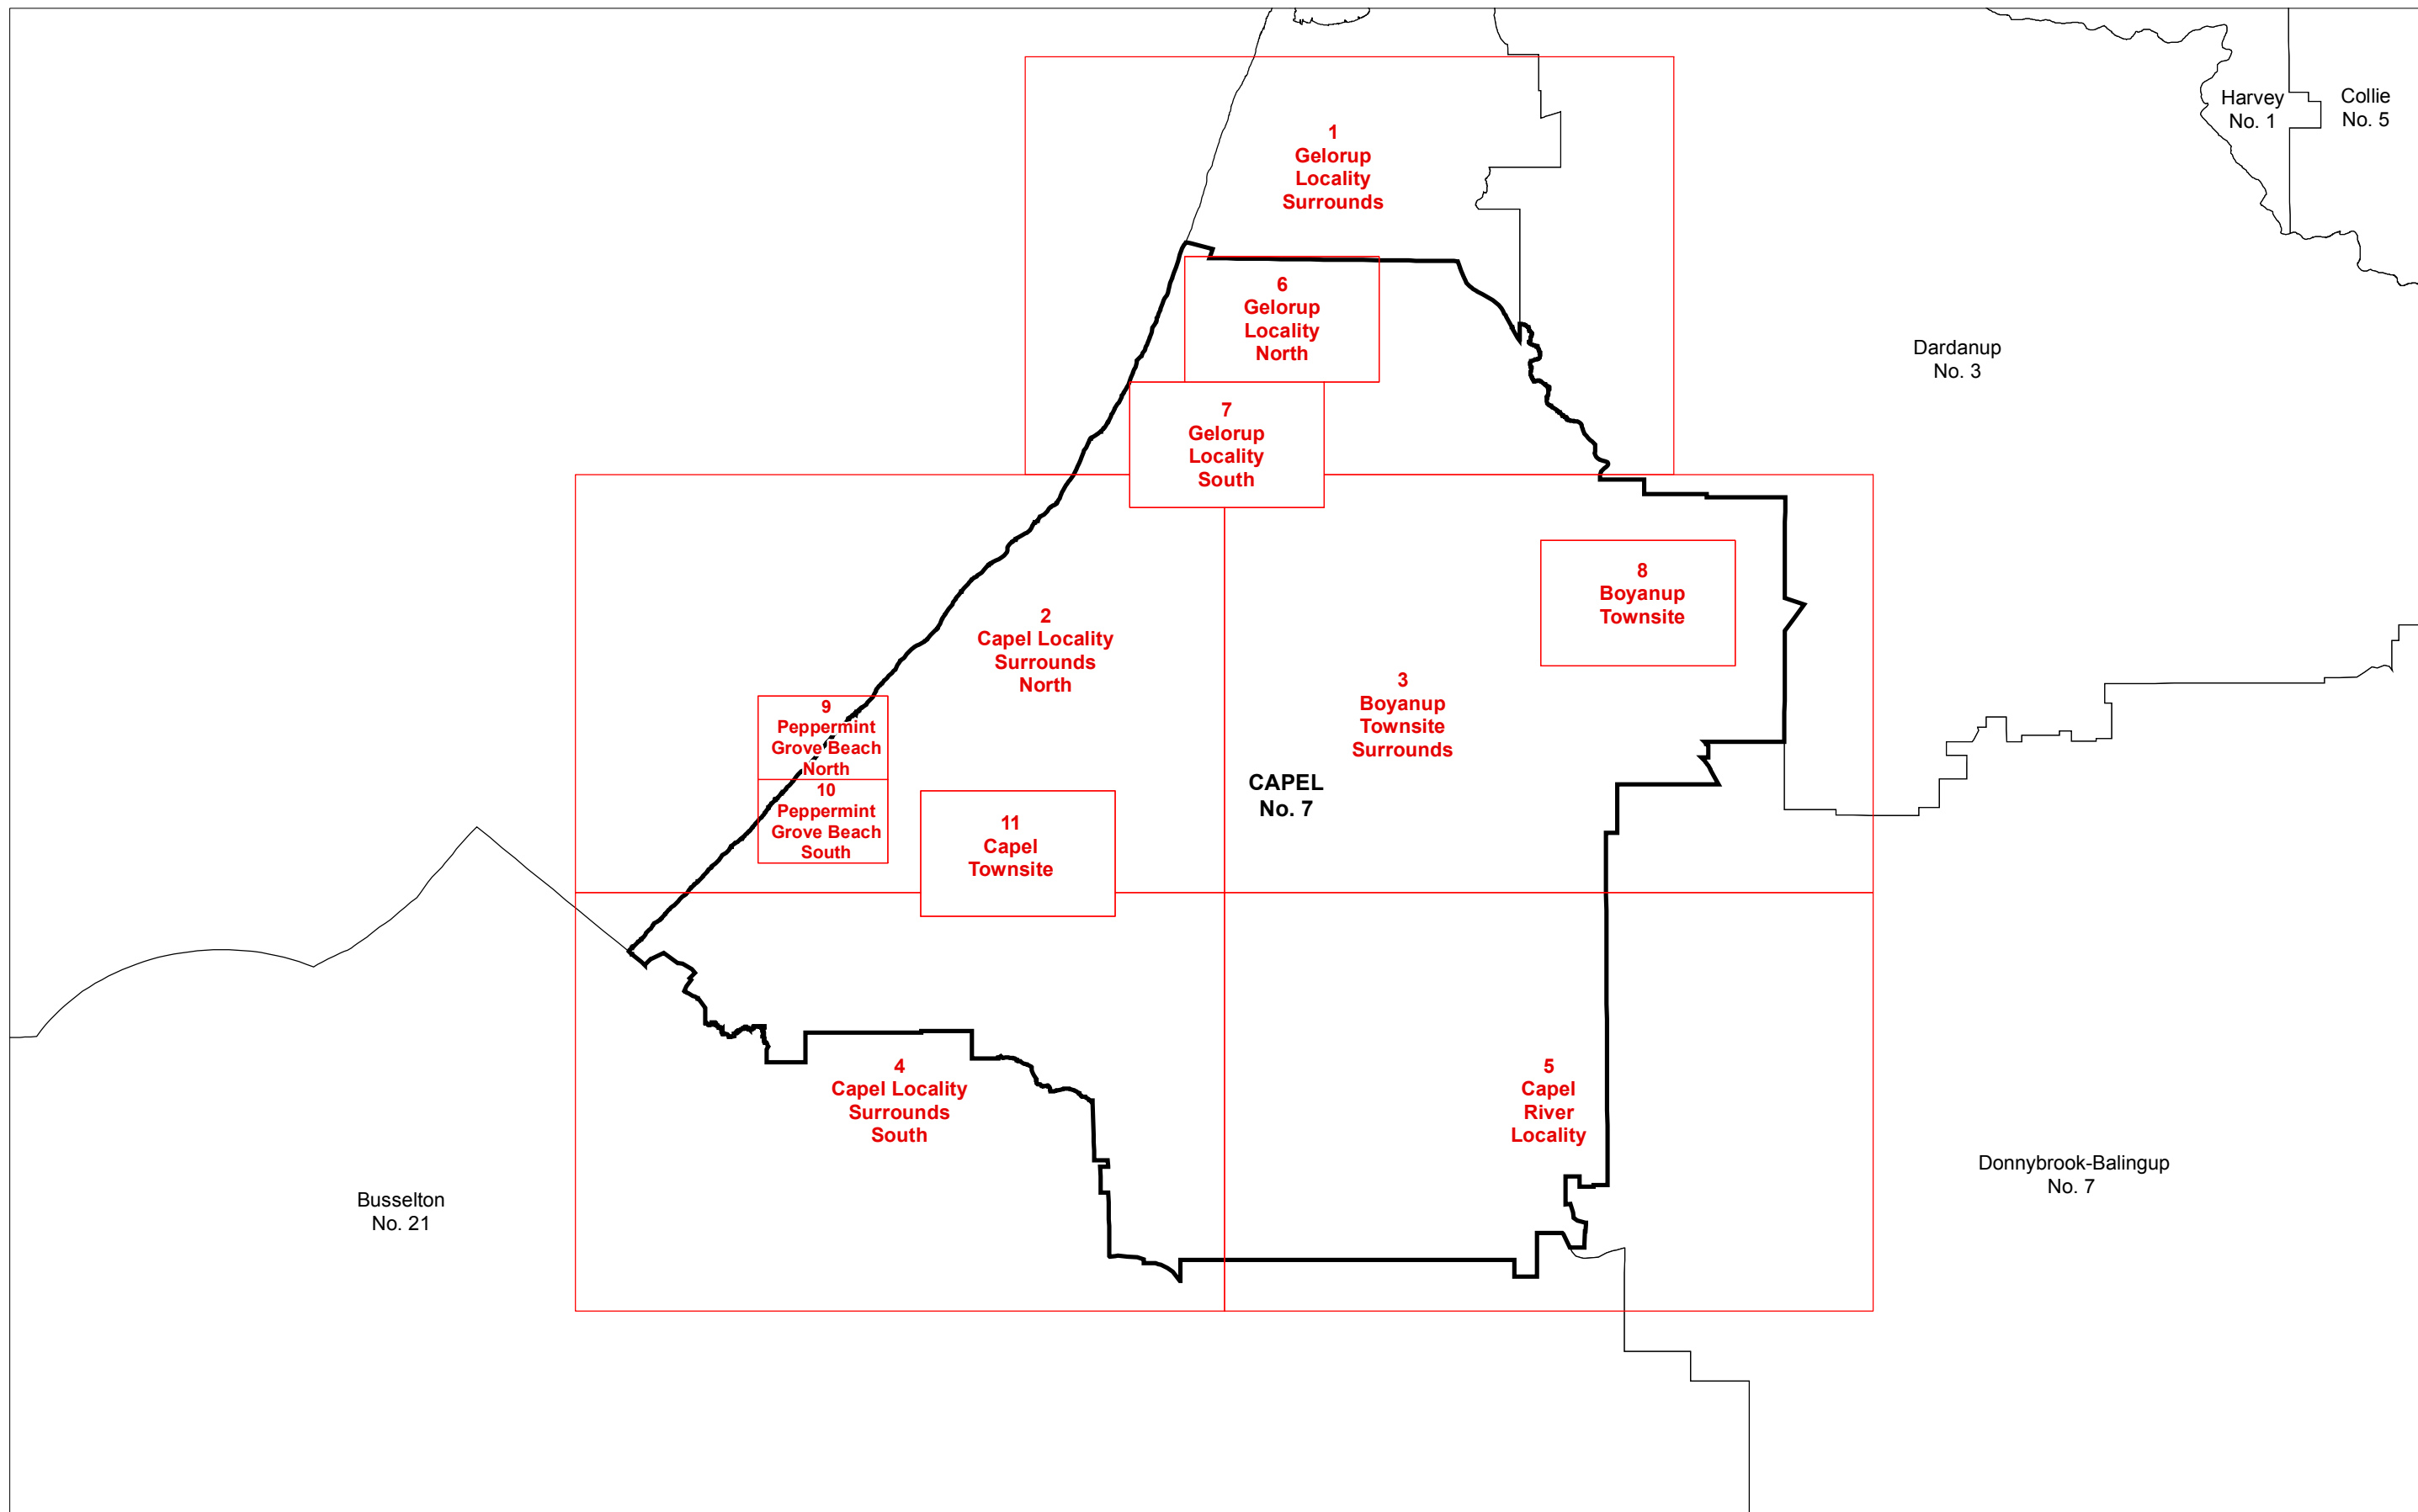 Harvey
No. 1
Collie
No. 5
1
Gelorup
Locality
Surrounds
6
Gelorup
Locality
North
Dardanup
No. 3
7
Gelorup
Locality
South
8
Boyanup
Townsite
2
Capel Locality
Surrounds
North
3
Boyanup
Townsite
Surrounds
9
Peppermint
Grove Beach
North
CAPEL
No. 7
10
Peppermint
Grove Beach
South
11
Capel
Townsite
4
Capel Locality
Surrounds
South
5
Capel
River
Locality
Donnybrook-Balingup
No. 7
Busselton
No. 21